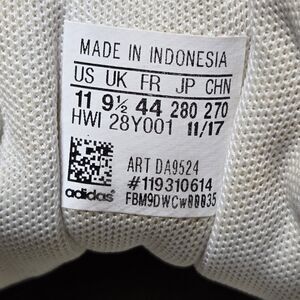 MADE IN INDONESIA
US UK FR JP CHN
11 9½ 44 280 270
HWI 28Y001 11/17
ART DA9524
#119310614
adidas